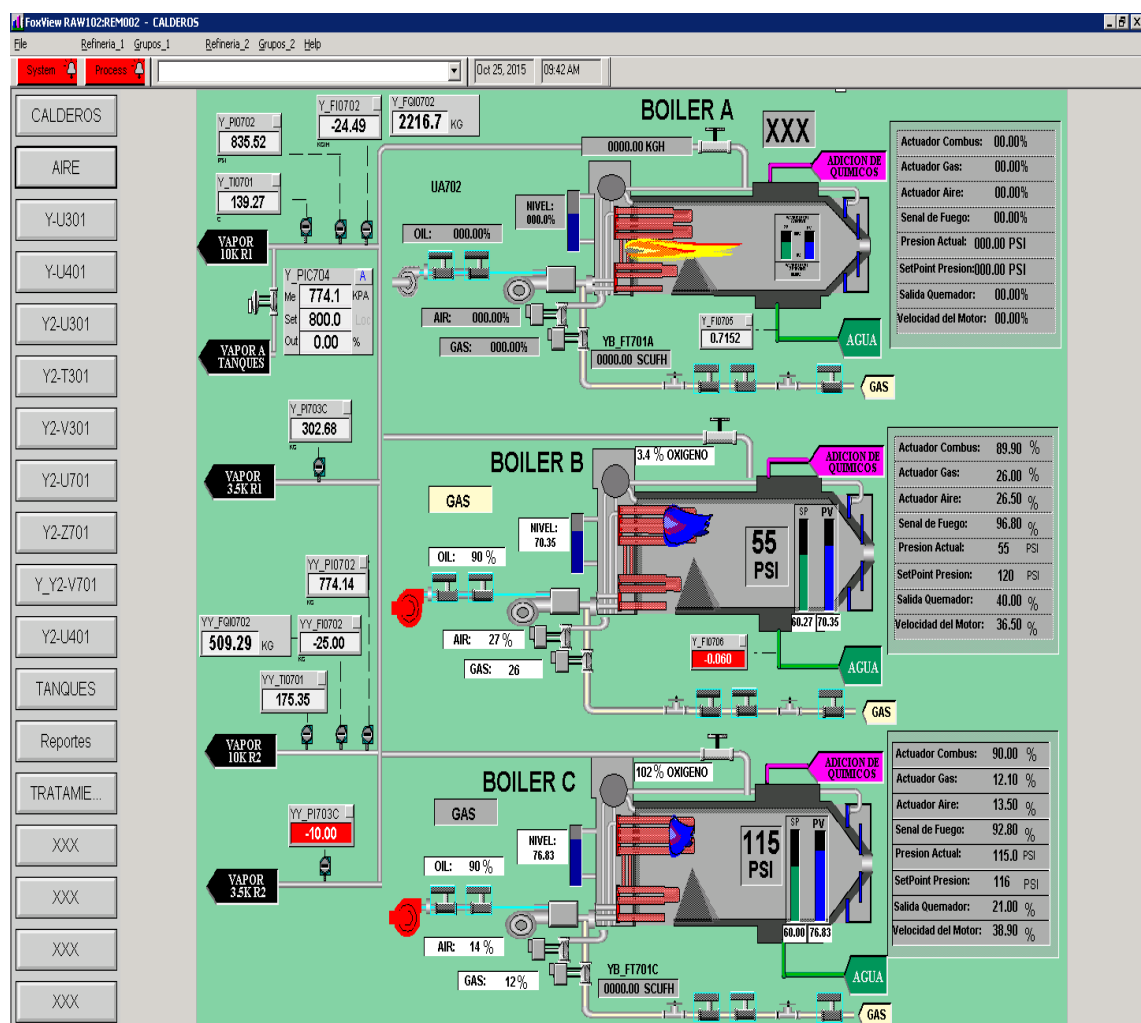 FoxView RAW102:REM002 - CALDEROS
File Refineria_1 Grupos_1 Refineria_2 Grupos_2 Help
System Process Oct 25, 2015 09:42 AM
CALDEROS
AIRE
Y-U301
Y-U401
Y2-U301
Y2-T301
Y2-V301
Y2-U701
Y2-Z701
Y_Y2-V701
Y2-U401
TANQUES
Reportes
TRATAMIE...
XXX
XXX
XXX
XXX
BOILER A
XXX
Y_PI0702
835.52
PSI
Y_FI0702
-24.49
KG/H
Y_FQI0702
2216.7 KG
Y_TI0701
139.27
C
VAPOR
10K R1
Y_PIC704 A
Me 774.1 KPA
Set 800.0 Loc
Out 0.00 %
VAPOR A
TANQUES
UA702
0000.00 KGH
NIVEL:
000.0%
OIL: 000.00%
AIR: 000.00%
GAS: 000.00%
YB_FT701A
0000.00 SCUFH
ADICION DE
QUIMICOS
Y_FI0705
0.7152
AGUA
GAS
Actuador Combus: 00.00%
Actuador Gas: 00.00%
Actuador Aire: 00.00%
Senal de Fuego: 00.00%
Presion Actual: 000.00 PSI
SetPoint Presion:000.00 PSI
Salida Quemador: 00.00%
Velocidad del Motor: 00.00%
Y_PI703C
302.68
KG
VAPOR
3.5K R1
BOILER B
3.4 % OXIGENO
GAS
NIVEL:
70.35
OIL: 90 %
AIR: 27 %
GAS: 26
ADICION DE
QUIMICOS
55
PSI
SP PV
60.27 70.35
Y_FI0706
-0.060
AGUA
GAS
Actuador Combus: 89.90 %
Actuador Gas: 26.00 %
Actuador Aire: 26.50 %
Senal de Fuego: 96.80 %
Presion Actual: 55 PSI
SetPoint Presion: 120 PSI
Salida Quemador: 40.00 %
Velocidad del Motor: 36.50 %
YY_PI0702
774.14
KG
YY_FQI0702
509.29 KG
YY_FI0702
-25.00
KG
YY_TI0701
175.35
VAPOR
10K R2
YY_PI703C
-10.00
VAPOR
3.5K R2
BOILER C
102 % OXIGENO
GAS
NIVEL:
76.83
OIL: 90 %
AIR: 14 %
GAS: 12%
YB_FT701C
0000.00 SCUFH
ADICION DE
QUIMICOS
115
PSI
SP PV
60.00 76.83
AGUA
GAS
Actuador Combus: 90.00 %
Actuador Gas: 12.10 %
Actuador Aire: 13.50 %
Senal de Fuego: 92.80 %
Presion Actual: 115.0 PSI
SetPoint Presion: 116 PSI
Salida Quemador: 21.00 %
Velocidad del Motor: 38.90 %